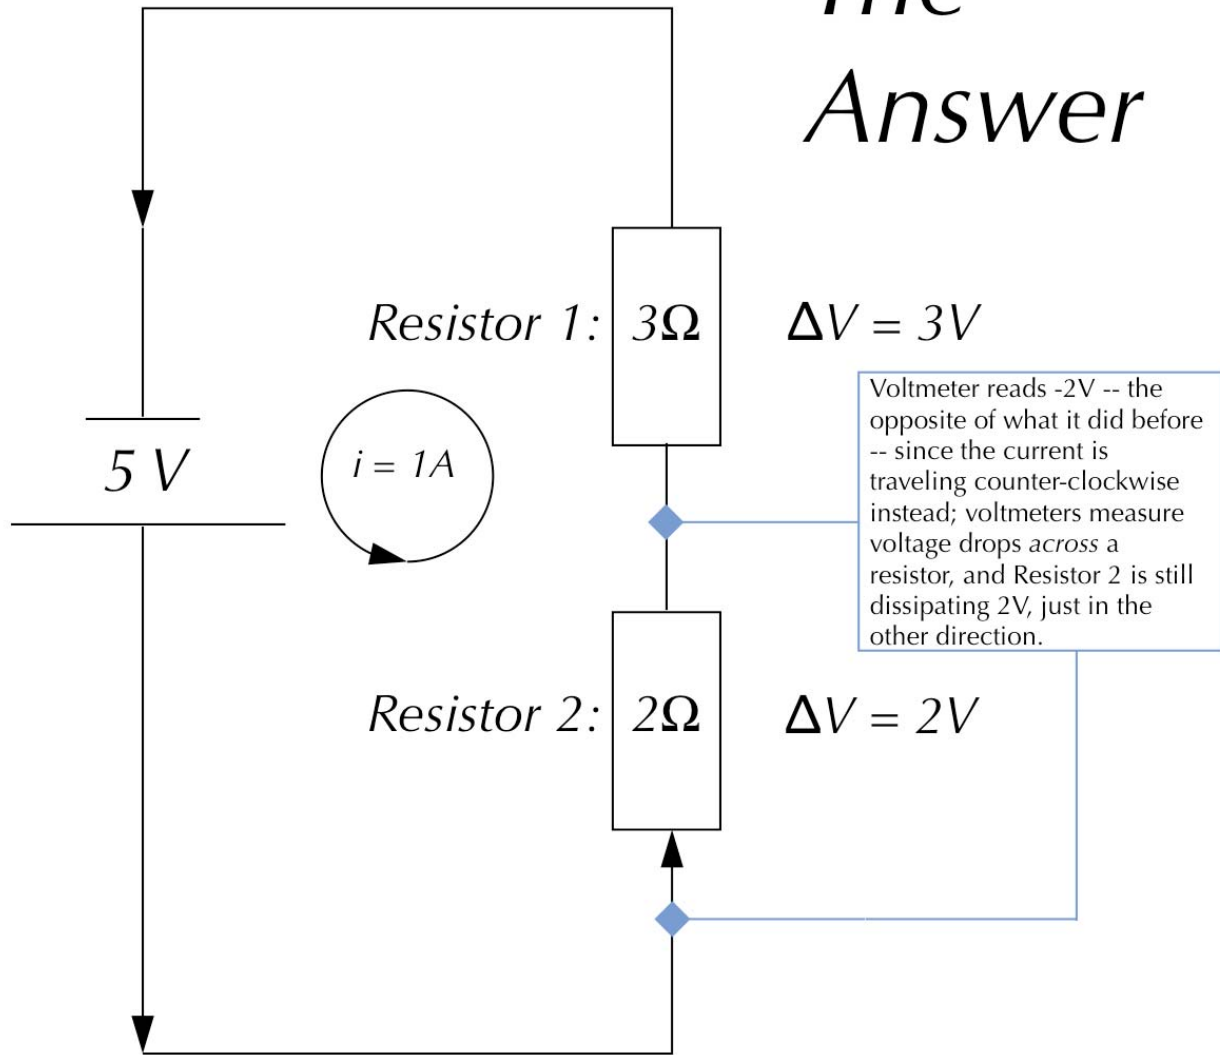 The
Answer
Resistor 1: 3Ω ΔV = 3V
Voltmeter reads -2V -- the
opposite of what it did before
-- since the current is
traveling counter-clockwise
instead; voltmeters measure
voltage drops across a
resistor, and Resistor 2 is still
dissipating 2V, just in the
other direction.
5 V
i = 1A
Resistor 2: 2Ω ΔV = 2V